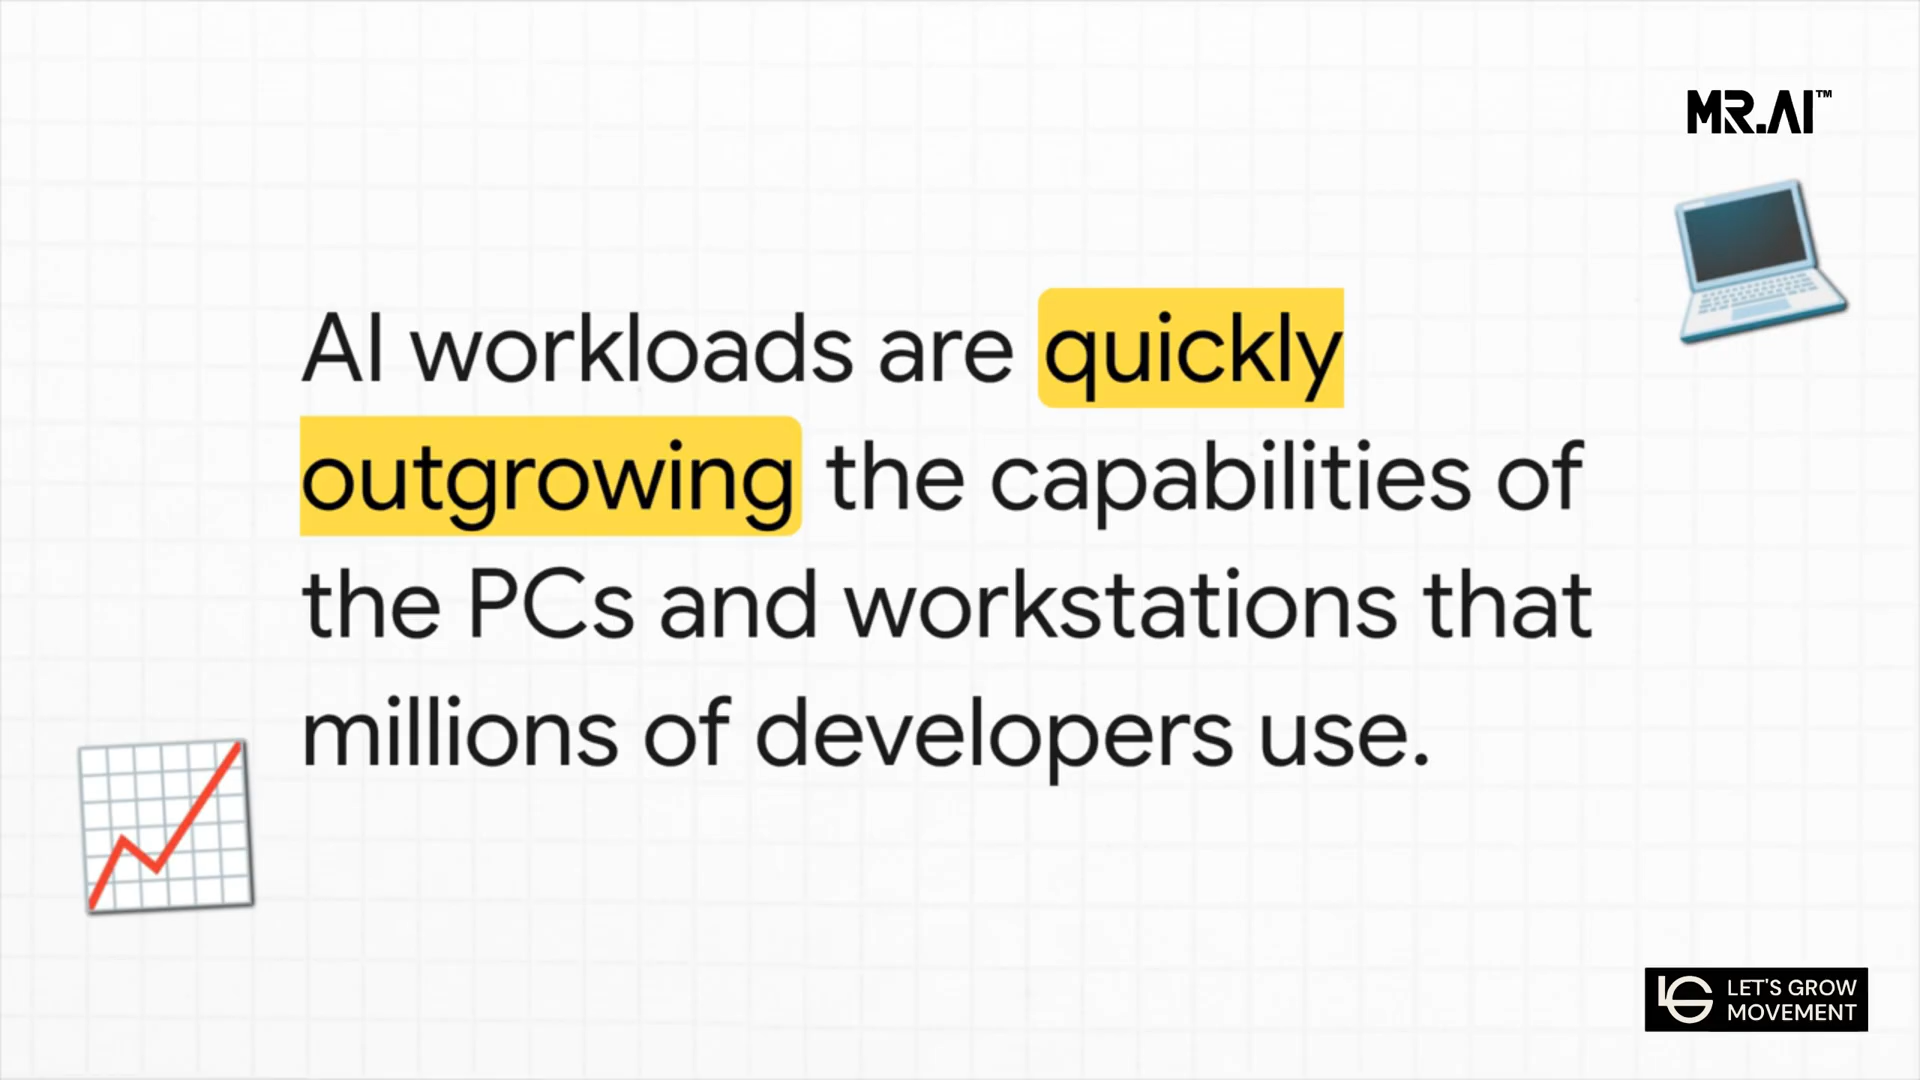 MR.AI™
AI workloads are quickly
outgrowing the capabilities of
the PCs and workstations that
millions of developers use.
LG LET'S GROW
MOVEMENT